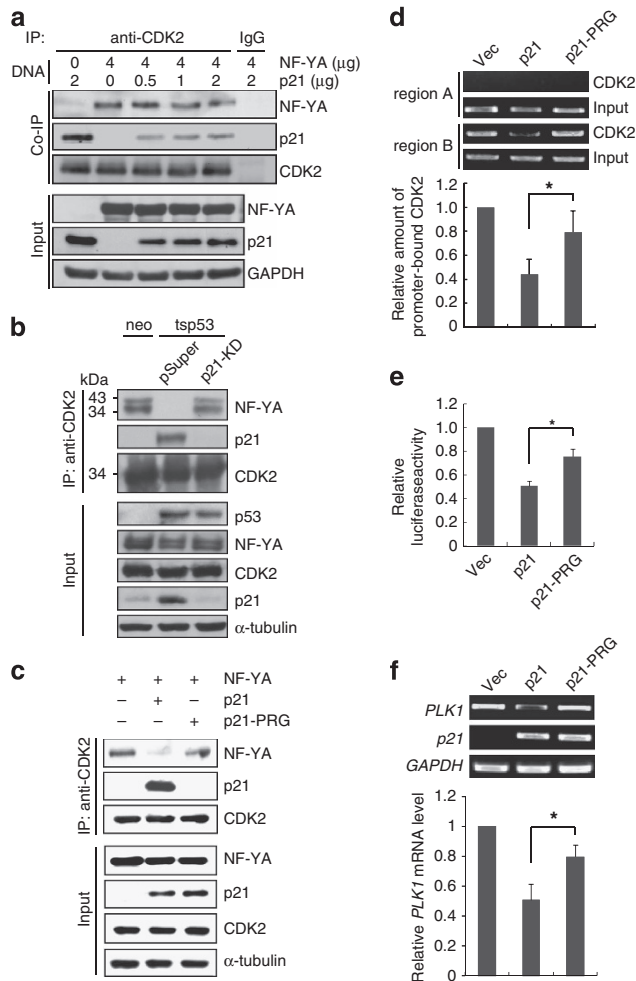 a
IP: anti-CDK2 IgG
DNA 0 4 4 4 4 4 NF-YA (μg)
2 0 0.5 1 2 2 p21 (μg)
Co-IP
NF-YA
p21
CDK2
Input
NF-YA
p21
GAPDH
b
neo tsp53
pSuper p21-KD
kDa
IP: anti-CDK2
43
34
NF-YA
p21
34
CDK2
Input
p53
NF-YA
CDK2
p21
α-tubulin
c
+ + + NF-YA
– + – p21
– – + p21-PRG
IP: anti-CDK2
NF-YA
p21
CDK2
Input
NF-YA
p21
CDK2
α-tubulin
d
Vec p21 p21-PRG
region A
CDK2
Input
region B
CDK2
Input
Relative amount of
promoter-bound CDK2
1.2
1
0.8
0.6
0.4
0.2
0
*
e
Relative
luciferaseactivity
1.2
1.0
0.8
0.6
0.4
0.2
0
*
Vec p21 p21-PRG
f
Vec p21 p21-PRG
PLK1
p21
GAPDH
Relative PLK1 mRNA level
1.2
1
0.8
0.6
0.4
0.2
0
*